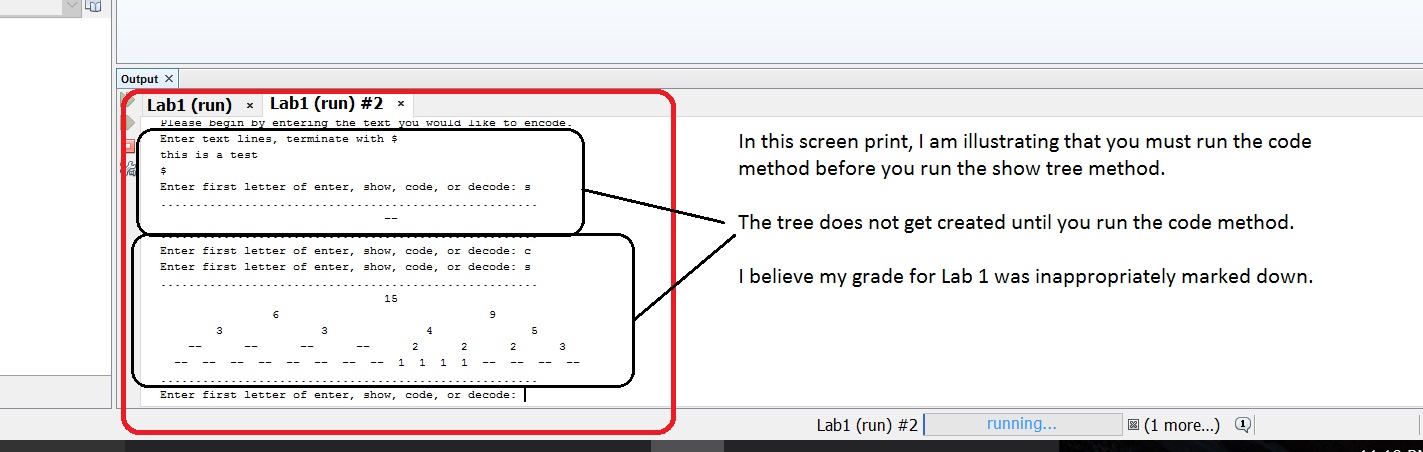 Output ×
Lab1 (run) × Lab1 (run) #2 ×
Please begin by entering the text you would like to encode.
Enter text lines, terminate with $
this is a test
$
Enter first letter of enter, show, code, or decode: s
......................................................
--
Enter first letter of enter, show, code, or decode: c
Enter first letter of enter, show, code, or decode: s
......................................................
15
6 9
3 3 4 5
-- -- -- -- 2 2 2 3
-- -- -- -- -- -- -- -- 1 1 1 1 -- -- -- --
......................................................
Enter first letter of enter, show, code, or decode:
In this screen print, I am illustrating that you must run the code
method before you run the show tree method.
The tree does not get created until you run the code method.
I believe my grade for Lab 1 was inappropriately marked down.
Lab1 (run) #2 running... (1 more...) 1